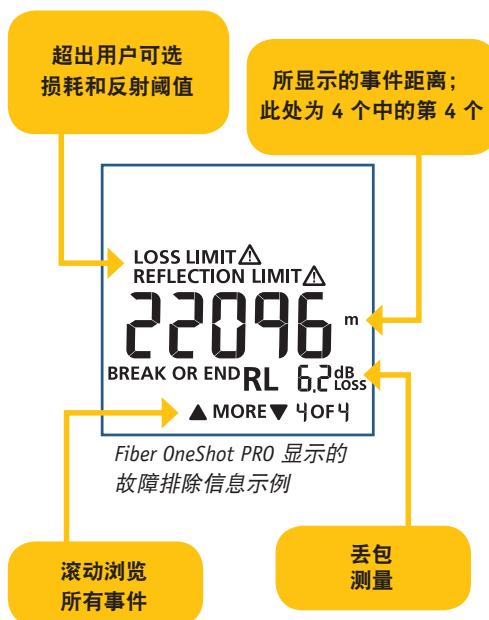 超出用户可选
损耗和反射阈值
所显示的事件距离；
此处为 4 个中的第 4 个
LOSS LIMIT⚠
REFLECTION LIMIT⚠
22096 m
BREAK OR END RL 6.2 dB LOSS
▲ MORE ▼ 4 OF 4
Fiber OneShot PRO 显示的
故障排除信息示例
滚动浏览
所有事件
丢包
测量